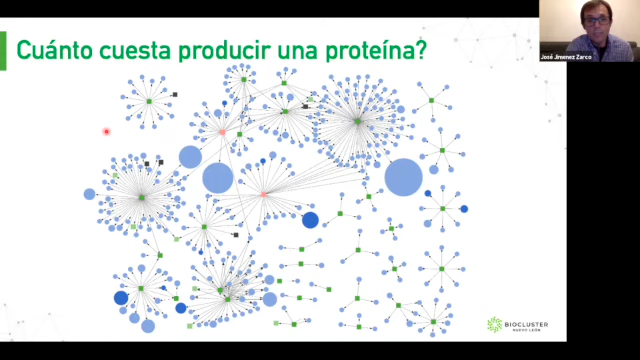 Cuánto cuesta producir una proteína?
José Jimenez Zarco
BIOCLUSTER
NUEVO LEÓN